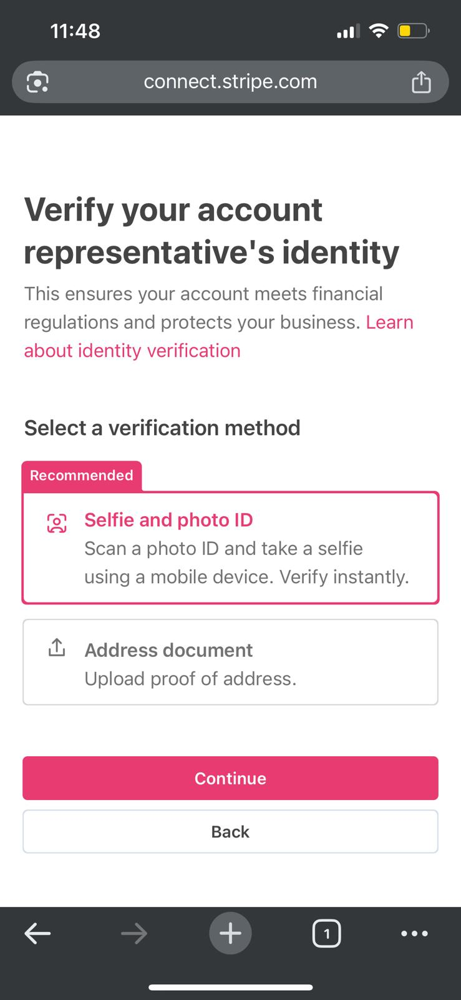 11:48
connect.stripe.com
Verify your account
representative's identity
This ensures your account meets financial
regulations and protects your business. Learn
about identity verification
Select a verification method
Recommended
Selfie and photo ID
Scan a photo ID and take a selfie
using a mobile device. Verify instantly.
Address document
Upload proof of address.
Continue
Back
1